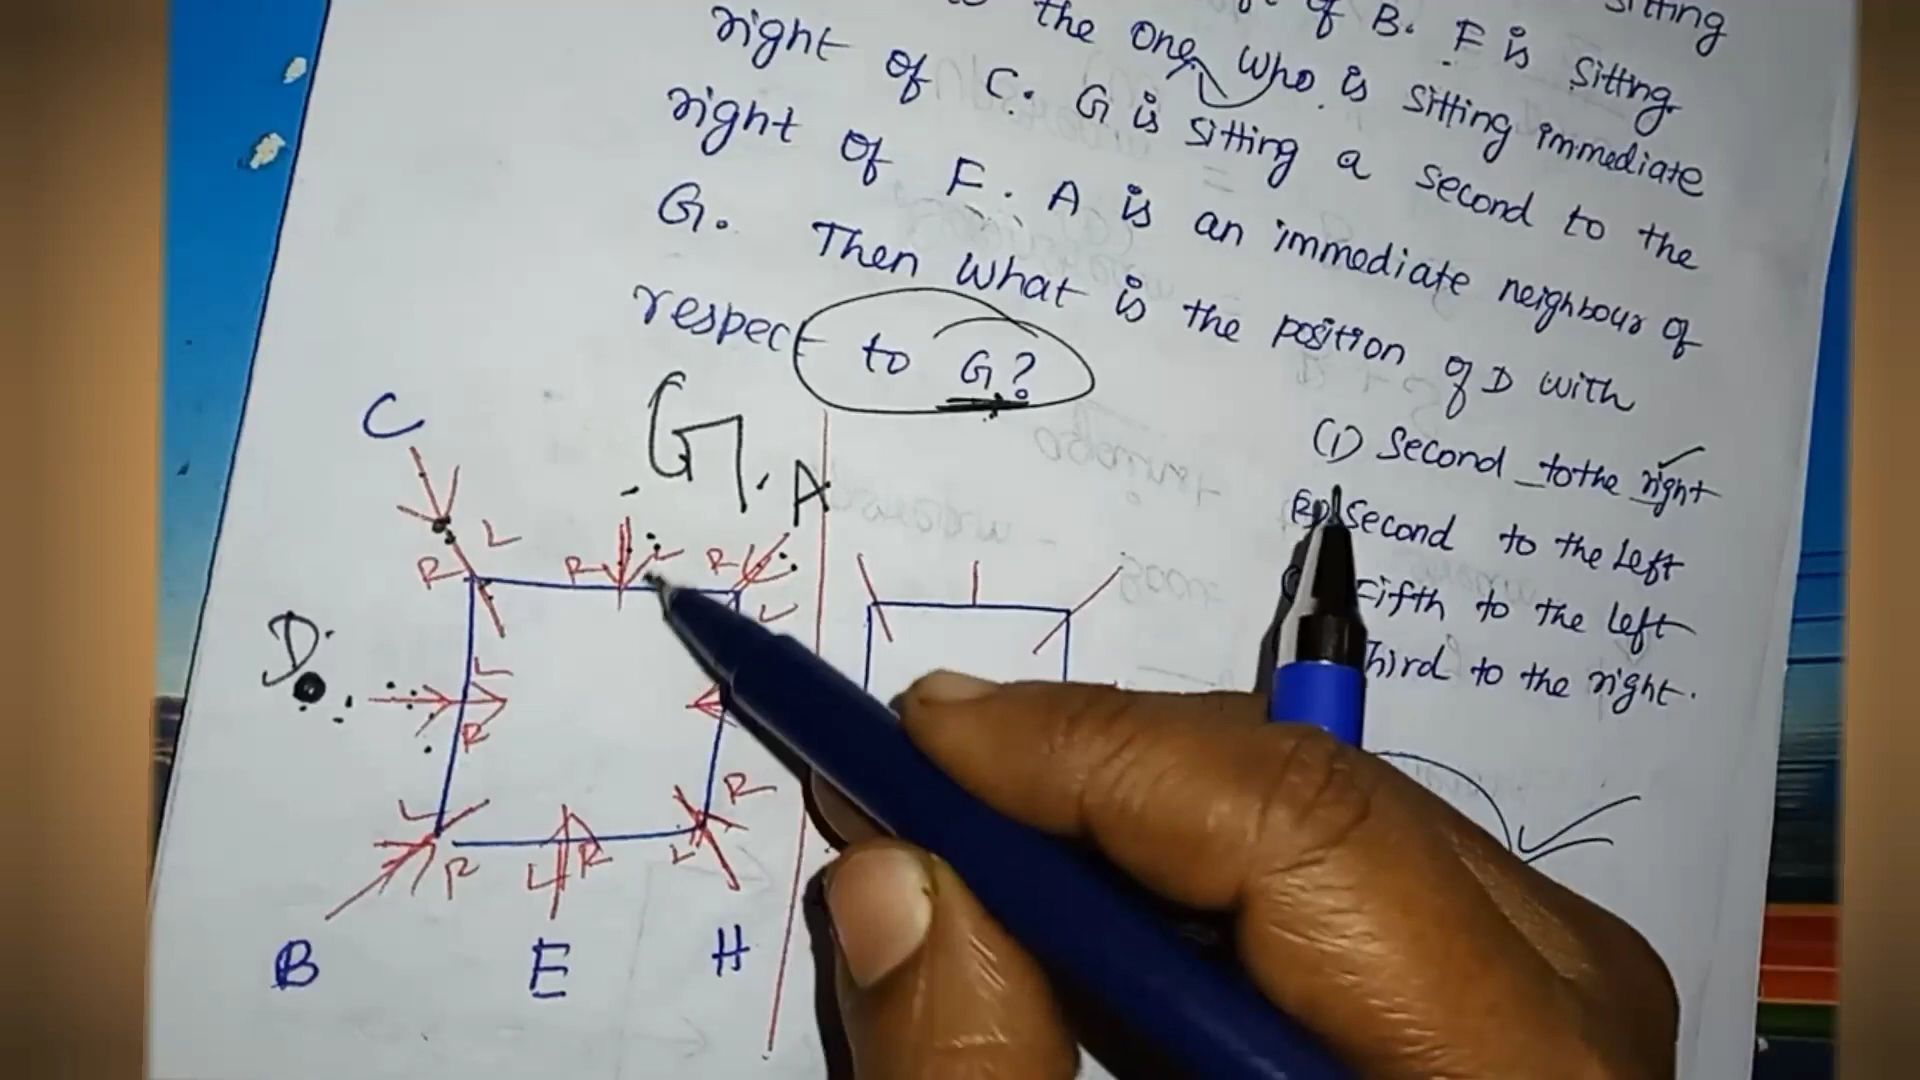 sitting
of B. F is sitting
the one who is sitting immediate
right of C. G is sitting a second to the
right of F. A is an immediate neighbour of
G. Then what is the position of D with
respect to G?
(1) Second to the right
Second to the Left
Fifth to the left
hird to the right.
C
G
A
R L
R L
R
L
D
L
R
R
L
R
L R
L
B
E
H